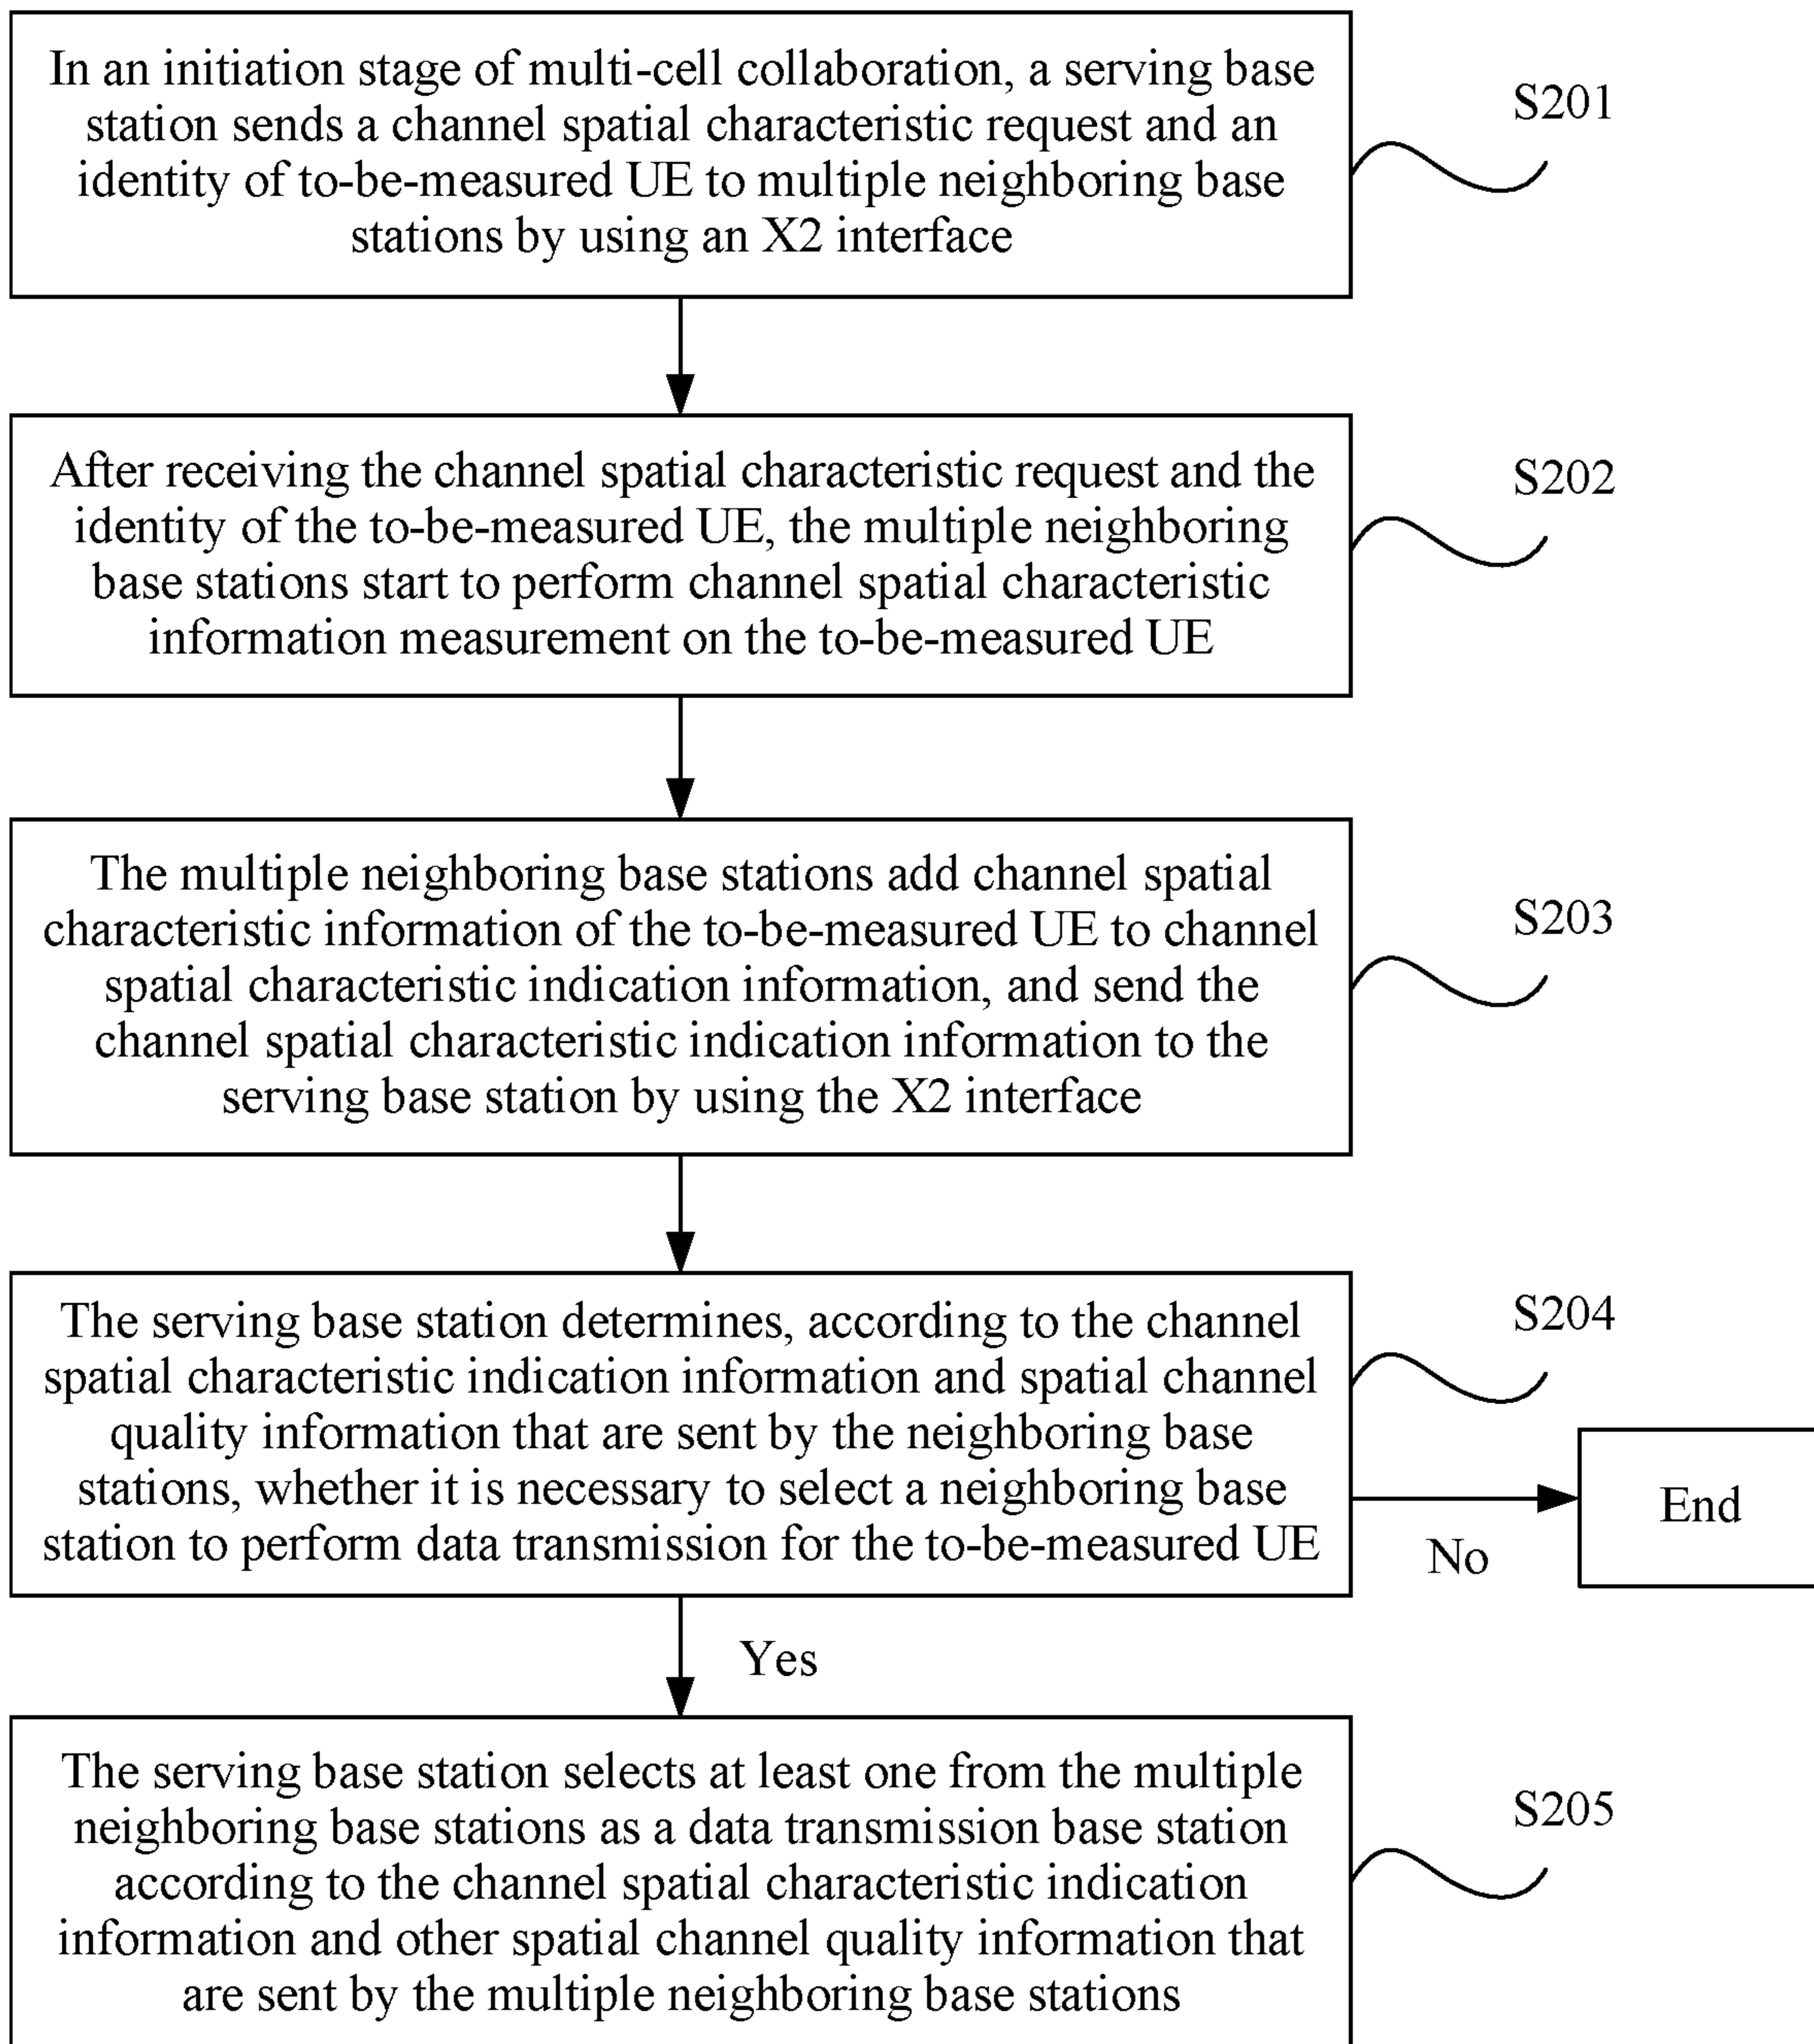 In an initiation stage of multi-cell collaboration, a serving base
station sends a channel spatial characteristic request and an
identity of to-be-measured UE to multiple neighboring base
stations by using an X2 interface
S201
After receiving the channel spatial characteristic request and the
identity of the to-be-measured UE, the multiple neighboring
base stations start to perform channel spatial characteristic
information measurement on the to-be-measured UE
S202
The multiple neighboring base stations add channel spatial
characteristic information of the to-be-measured UE to channel
spatial characteristic indication information, and send the
channel spatial characteristic indication information to the
serving base station by using the X2 interface
S203
The serving base station determines, according to the channel
spatial characteristic indication information and spatial channel
quality information that are sent by the neighboring base
stations, whether it is necessary to select a neighboring base
station to perform data transmission for the to-be-measured UE
S204
No
End
Yes
The serving base station selects at least one from the multiple
neighboring base stations as a data transmission base station
according to the channel spatial characteristic indication
information and other spatial channel quality information that
are sent by the multiple neighboring base stations
S205